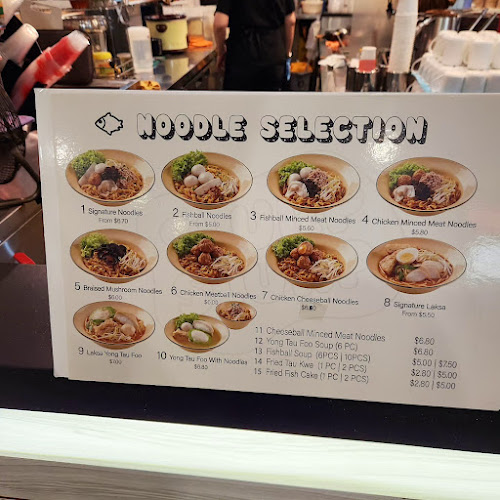 NOODLE SELECTION
1 Signature Noodles
From $6.70
2 Fishball Noodles
From $5.00
3 Fishball Minced Meat Noodles
4 Chicken Minced Meat Noodles
$5.80
5 Braised Mushroom Noodles
6 Chicken Meatball Noodles
7 Chicken Cheeseball Noodles
8 Signature Laksa
From $5.50
9 Laksa Yong Tau Foo
10 Yong Tau Foo With Noodles
11 Cheeseball Minced Meat Noodles $6.80
12 Yong Tau Foo Soup (6 PC) $6.80
13 Fishball Soup (6PCS | 10PCS) $5.00 | $7.50
14 Fried Tau Kwa (1 PC | 2 PCS) $2.80 | $5.00
15 Fried Fish Cake (1 PC | 2 PCS) $2.80 | $5.00